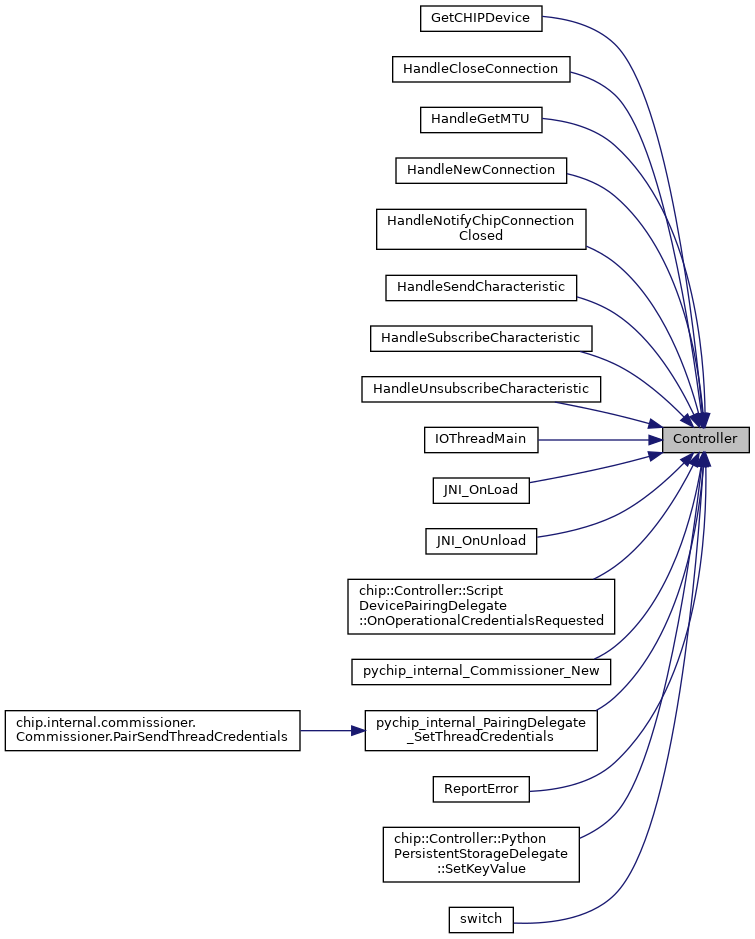 GetCHIPDevice
HandleCloseConnection
HandleGetMTU
HandleNewConnection
HandleNotifyChipConnection
Closed
HandleSendCharacteristic
HandleSubscribeCharacteristic
HandleUnsubscribeCharacteristic
IOThreadMain
Controller
JNI_OnLoad
JNI_OnUnload
chip::Controller::Script
DevicePairingDelegate
::OnOperationalCredentialsRequested
pychip_internal_Commissioner_New
chip.internal.commissioner.
Commissioner.PairSendThreadCredentials
pychip_internal_PairingDelegate
_SetThreadCredentials
ReportError
chip::Controller::Python
PersistentStorageDelegate
::SetKeyValue
switch